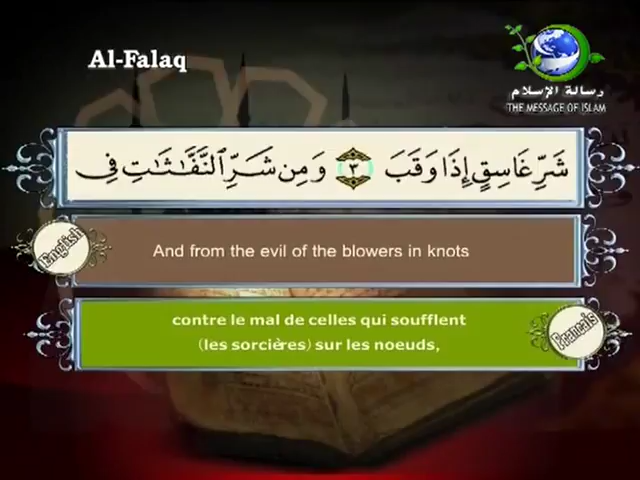 Al-Falaq
رسالة الإسلام
THE MESSAGE OF ISLAM
شَرِّ غَاسِقٍ إِذَا وَقَبَ ٣ وَمِن شَرِّ النَّفَّٰثَٰتِ فِى
English
And from the evil of the blowers in knots
contre le mal de celles qui soufflent
(les sorcières) sur les noeuds,
Francais